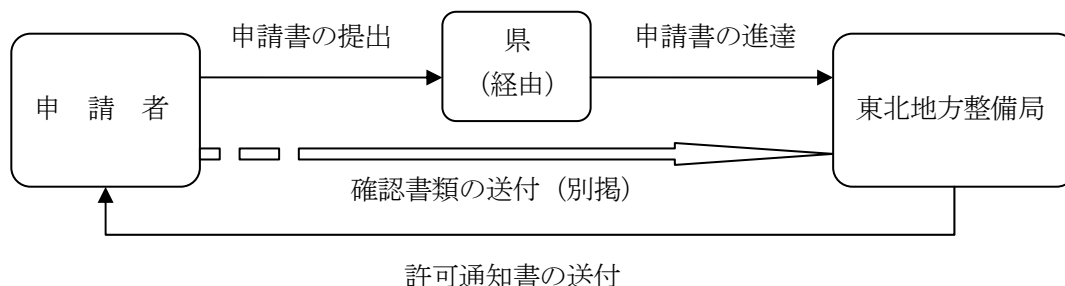 申請書の提出
県
（経由）
申請書の進達
申　請　者
東北地方整備局
確認書類の送付（別掲）
許可通知書の送付